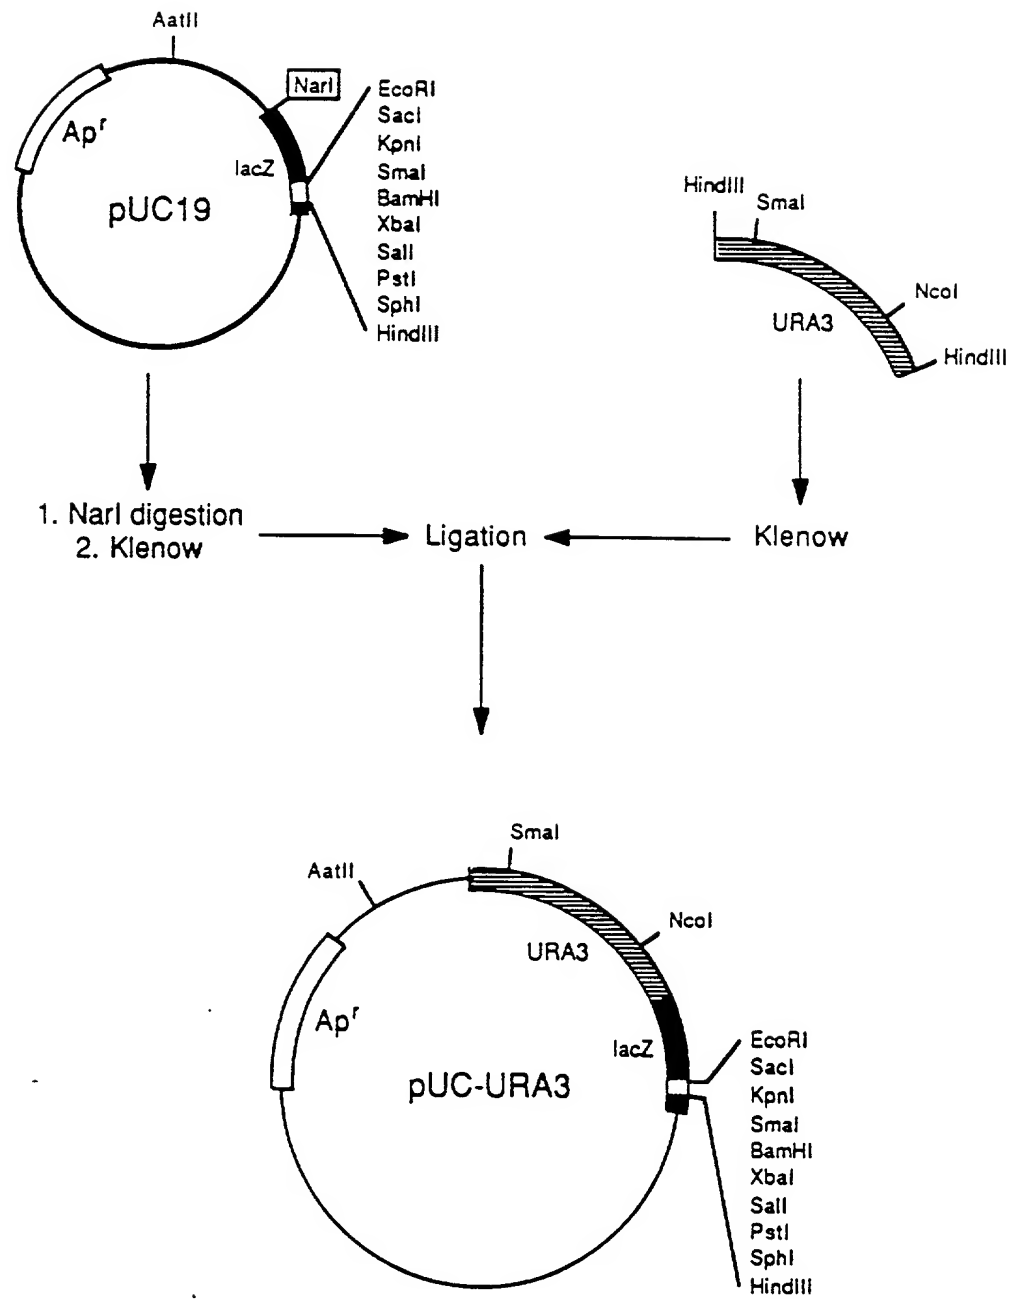 AatII
NarI
EcoRI
SacI
KpnI
SmaI
BamHI
XbaI
SalI
PstI
SphI
HindIII
Apr
lacZ
pUC19
HindIII
SmaI
NcoI
URA3
HindIII
1. NarI digestion
2. Klenow
Ligation
Klenow
SmaI
AatII
NcoI
URA3
Apr
lacZ
pUC-URA3
EcoRI
SacI
KpnI
SmaI
BamHI
XbaI
SalI
PstI
SphI
HindIII